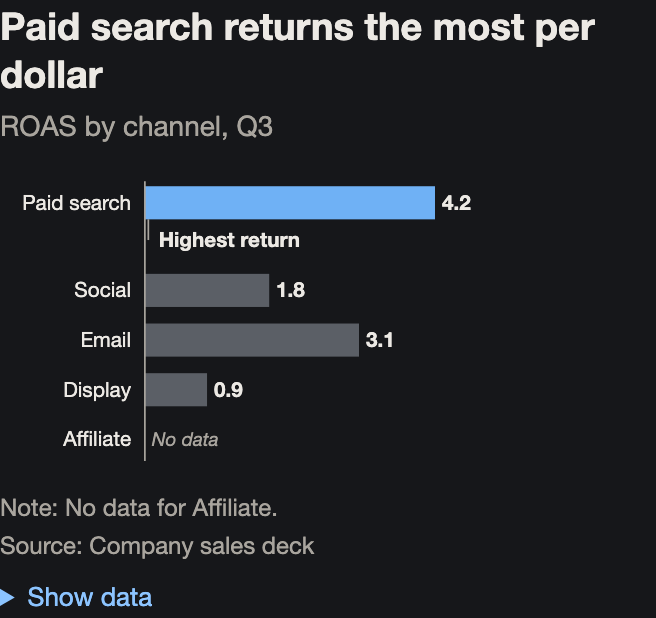 Paid search returns the most per
dollar
ROAS by channel, Q3
Paid search 4.2
Highest return
Social 1.8
Email 3.1
Display 0.9
Affiliate No data
Note: No data for Affiliate.
Source: Company sales deck
Show data